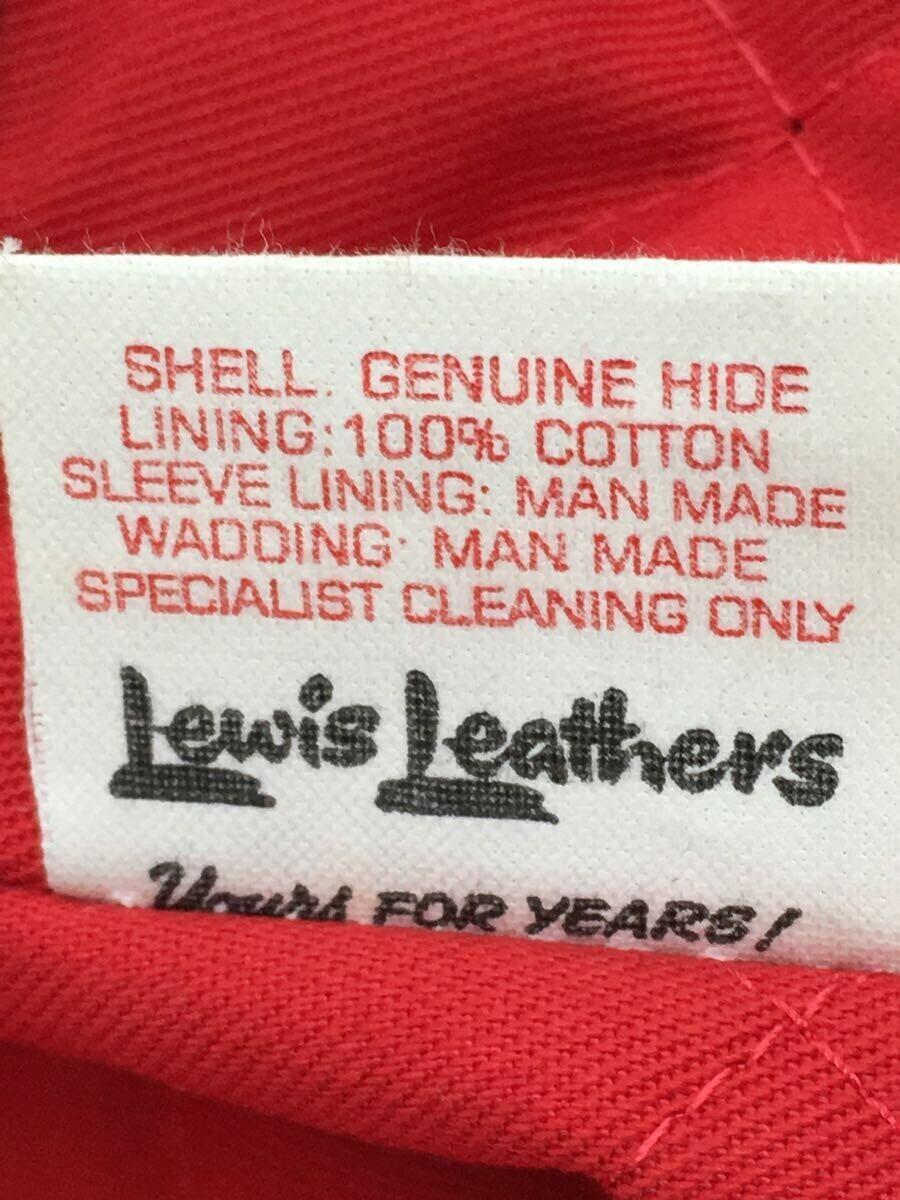 SHELL. GENUINE HIDE
LINING: 100% COTTON
SLEEVE LINING: MAN MADE
WADDING: MAN MADE
SPECIALIST CLEANING ONLY
Lewis Leathers
Yours FOR YEARS!